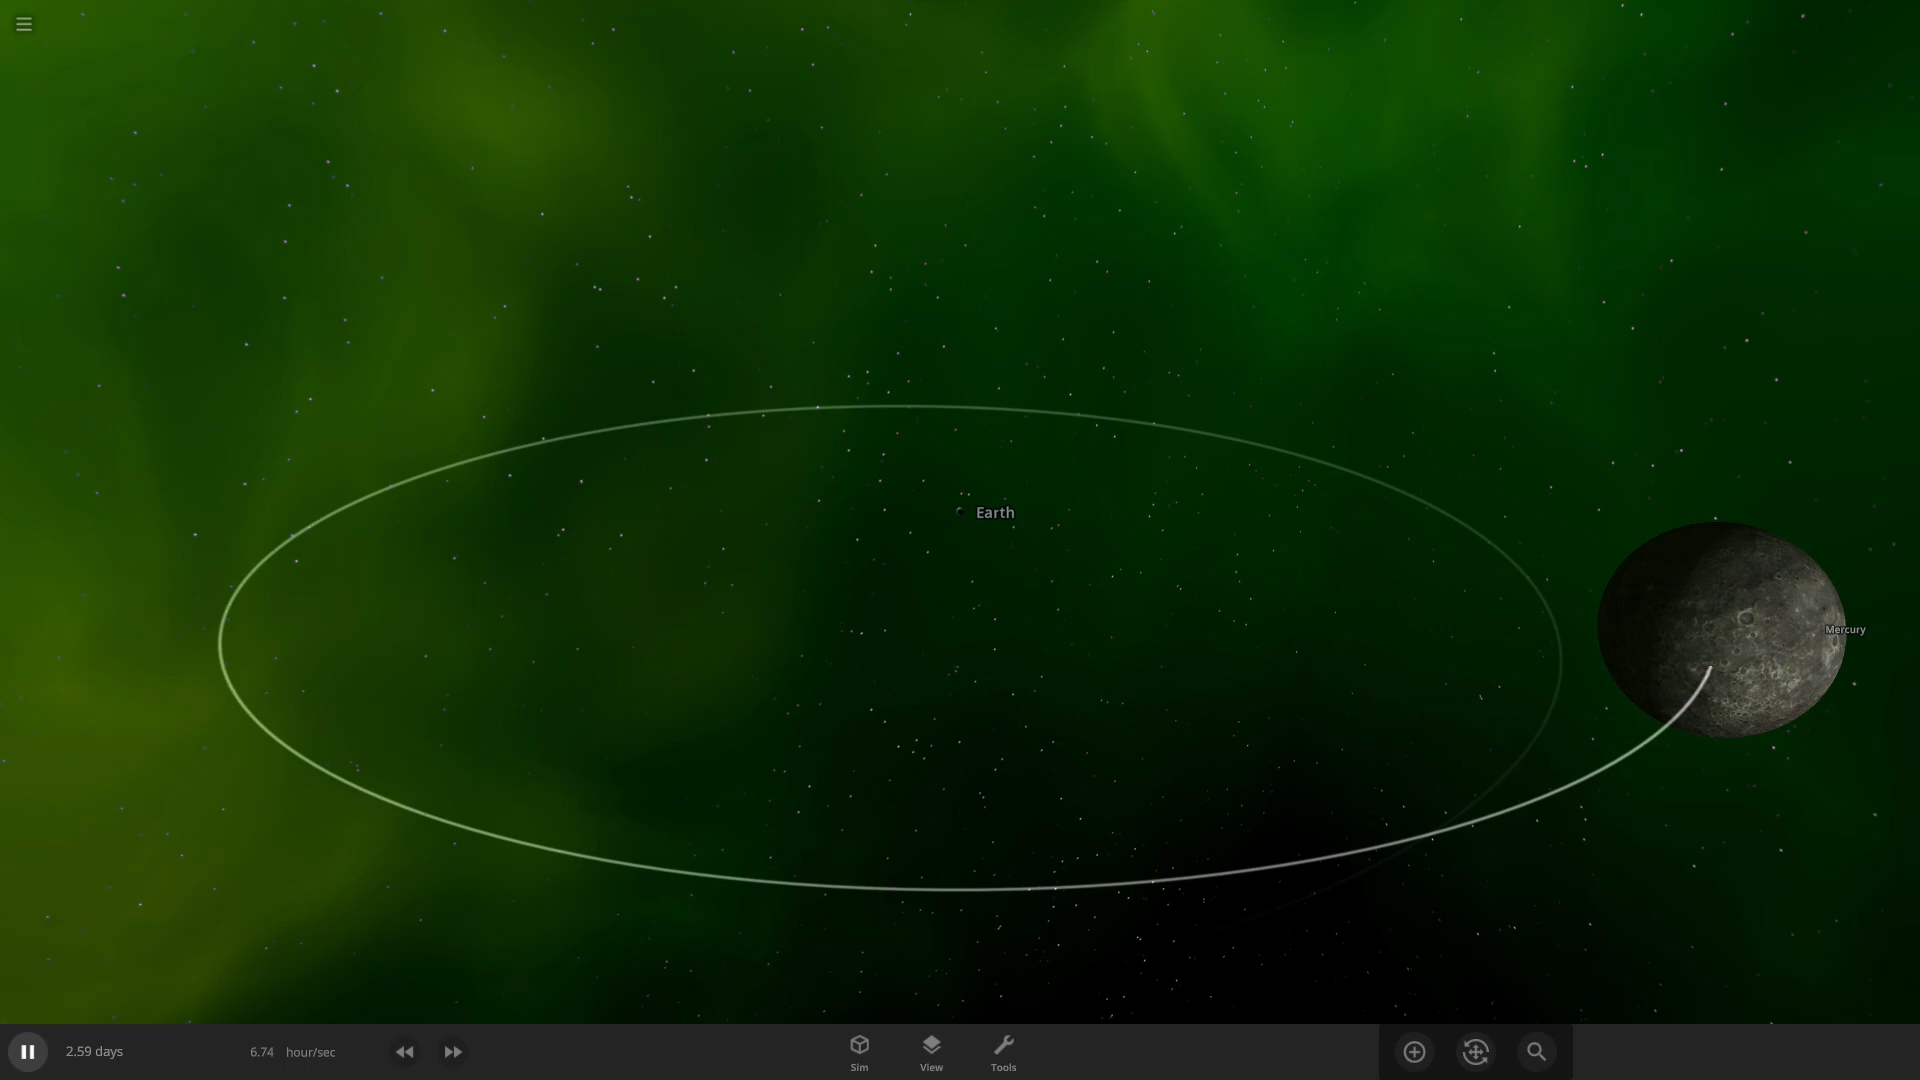 Earth
Mercury
2.59 days
6.74 hour/sec
Sim
View
Tools